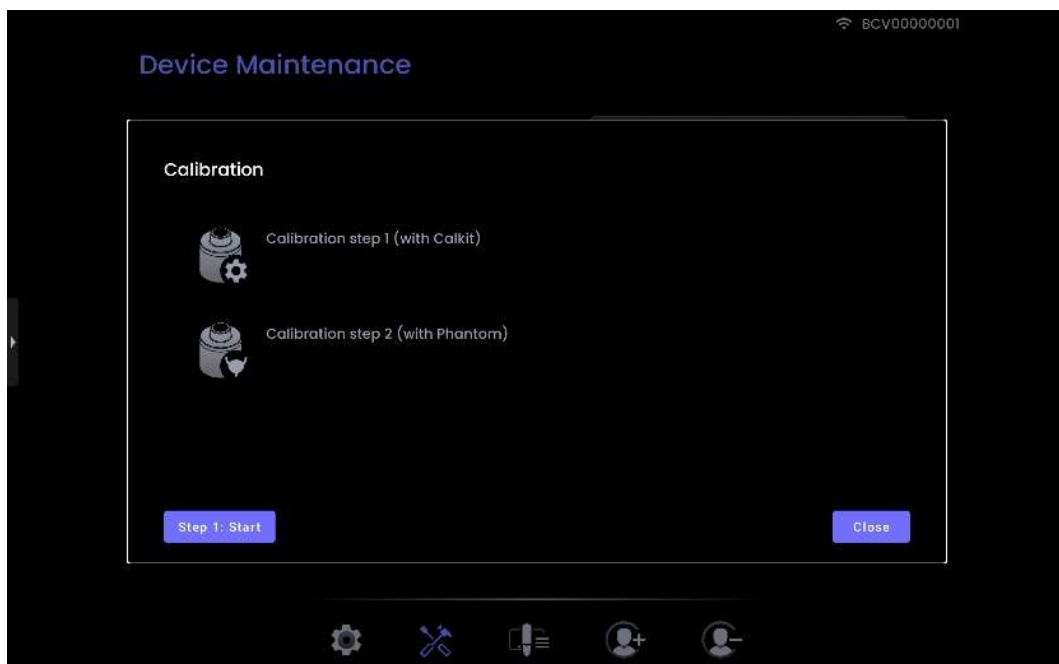 BCV00000001
Device Maintenance
Calibration
Calibration step 1 (with Calkit)
Calibration step 2 (with Phantom)
Step 1: Start
Close